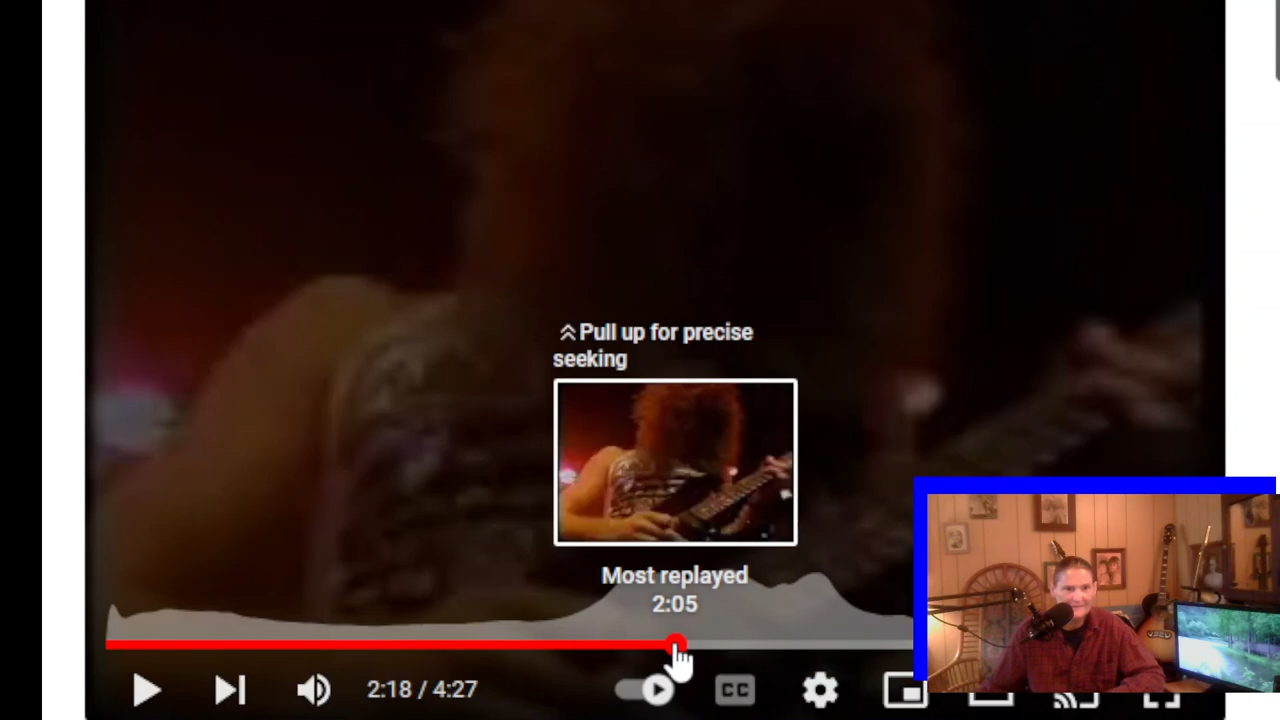 Pull up for precise
seeking
Most replayed
2:05
2:18 / 4:27
CC